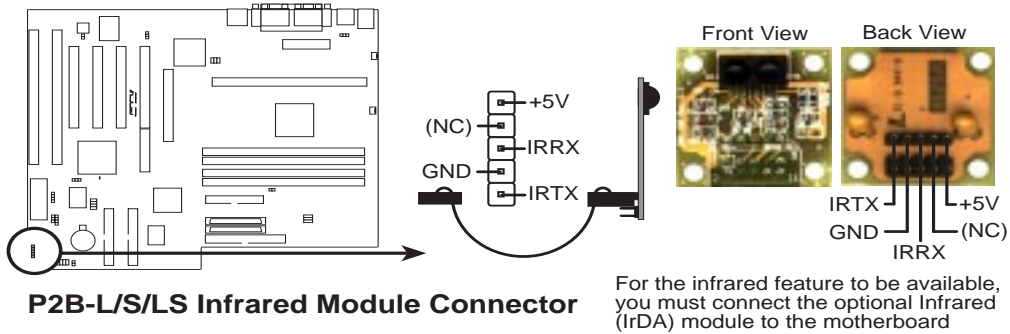 Front View
Back View
+5V
(NC)
IRRX
GND
IRTX
IRTX
+5V
GND
(NC)
IRRX
P2B-L/S/LS Infrared Module Connector
For the infrared feature to be available,
you must connect the optional Infrared
(IrDA) module to the motherboard